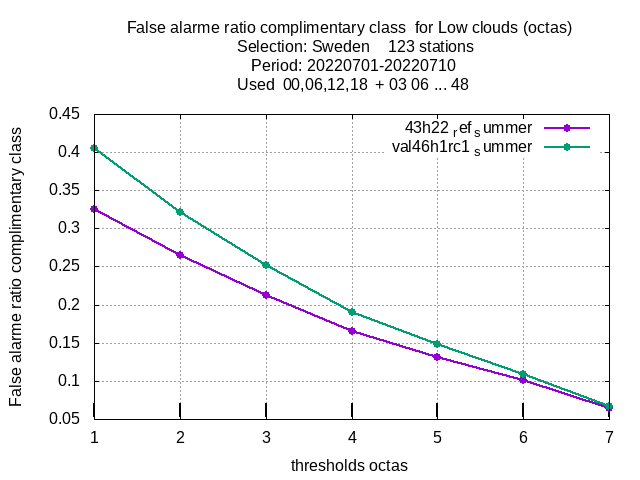 False alarme ratio complimentary class  for Low clouds (octas)
Selection: Sweden    123 stations
Period: 20220701-20220710
Used  00,06,12,18  + 03 06 ... 48
43h22 refsummer
val46h1rc1 summer
0.45
0.4
0.35
0.3
0.25
0.2
0.15
0.1
0.05
False alarme ratio complimentary class
1 2 3 4 5 6 7
thresholds octas